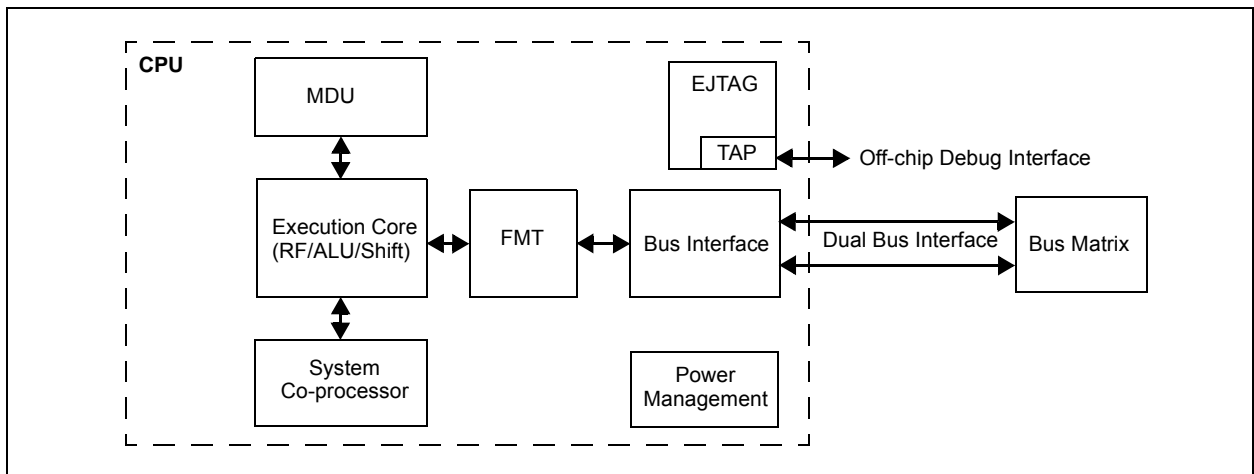 CPU
MDU
EJTAG
TAP
Off-chip Debug Interface
Execution Core
(RF/ALU/Shift)
FMT
Bus Interface
Dual Bus Interface
Bus Matrix
System
Co-processor
Power
Management